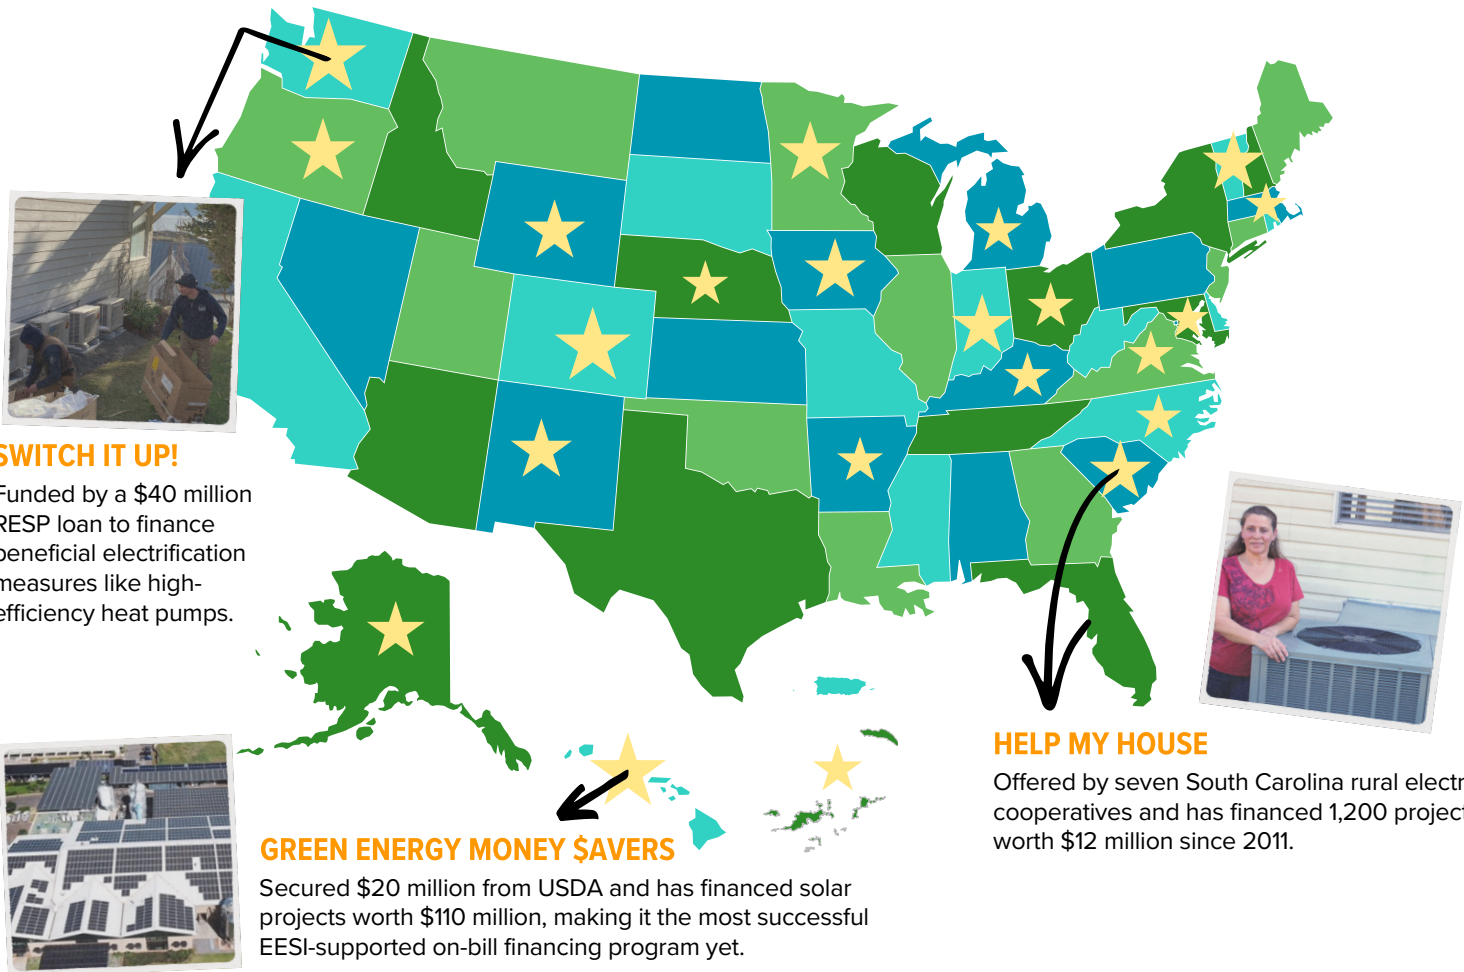 SWITCH IT UP!
Funded by a $40 million
RESP loan to finance
beneficial electrification
measures like high-
efficiency heat pumps.
HELP MY HOUSE
Offered by seven South Carolina rural electr
cooperatives and has financed 1,200 project
worth $12 million since 2011.
GREEN ENERGY MONEY $AVERS
Secured $20 million from USDA and has financed solar
projects worth $110 million, making it the most successful
EESI-supported on-bill financing program yet.